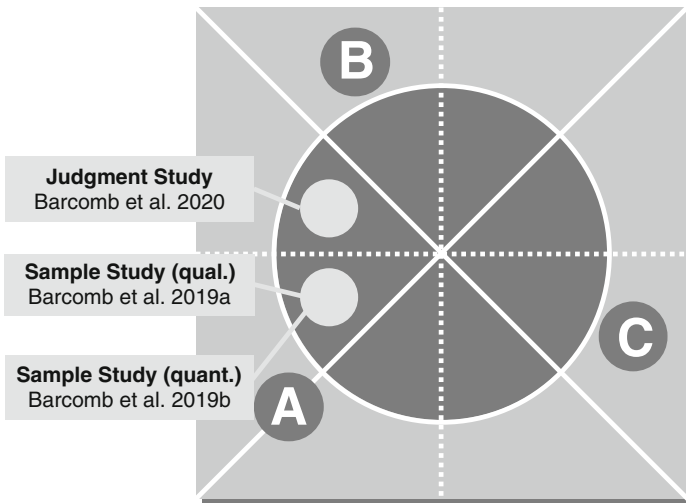 B
Judgment Study
Barcomb et al. 2020
Sample Study (qual.)
Barcomb et al. 2019a
C
Sample Study (quant.)
Barcomb et al. 2019b
A